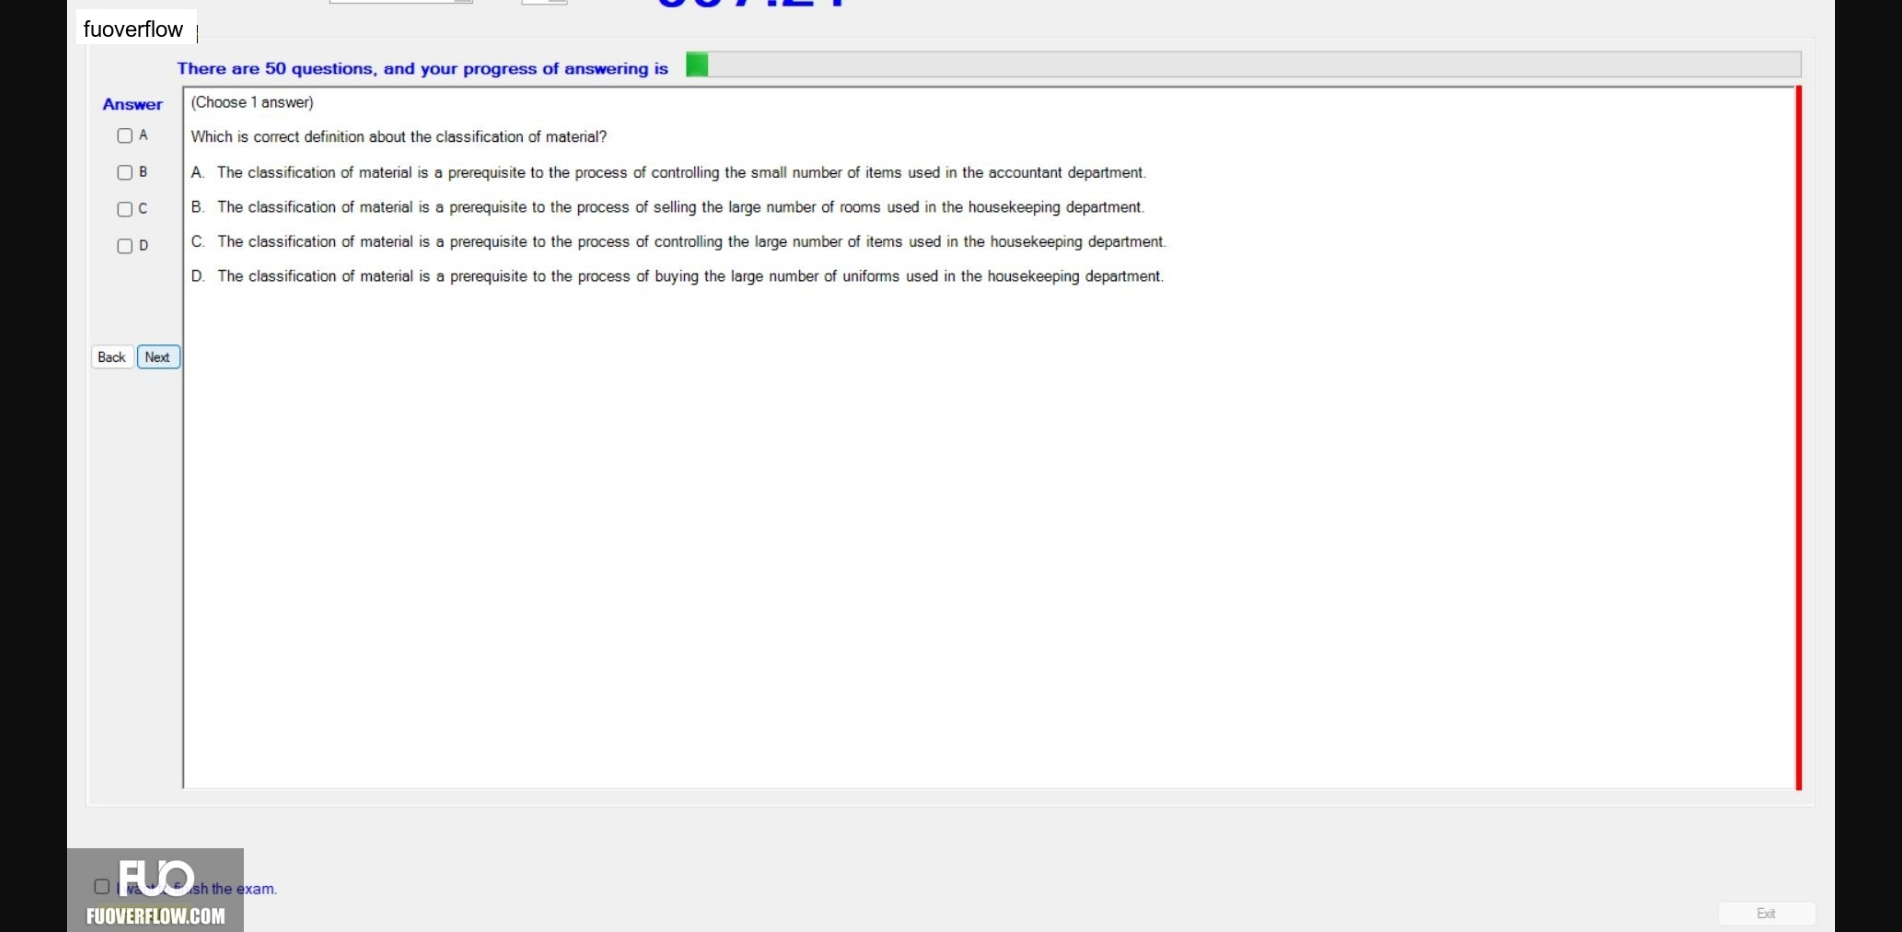 fuoverflow
There are 50 questions, and your progress of answering is
Answer
(Choose 1 answer)
A
Which is correct definition about the classification of material?
B
A. The classification of material is a prerequisite to the process of controlling the small number of items used in the accountant department.
C
B. The classification of material is a prerequisite to the process of selling the large number of rooms used in the housekeeping department.
D
C. The classification of material is a prerequisite to the process of controlling the large number of items used in the housekeeping department.
D. The classification of material is a prerequisite to the process of buying the large number of uniforms used in the housekeeping department.
Back Next
FUO
the exam.
FUOVERFLOW.COM
Exit